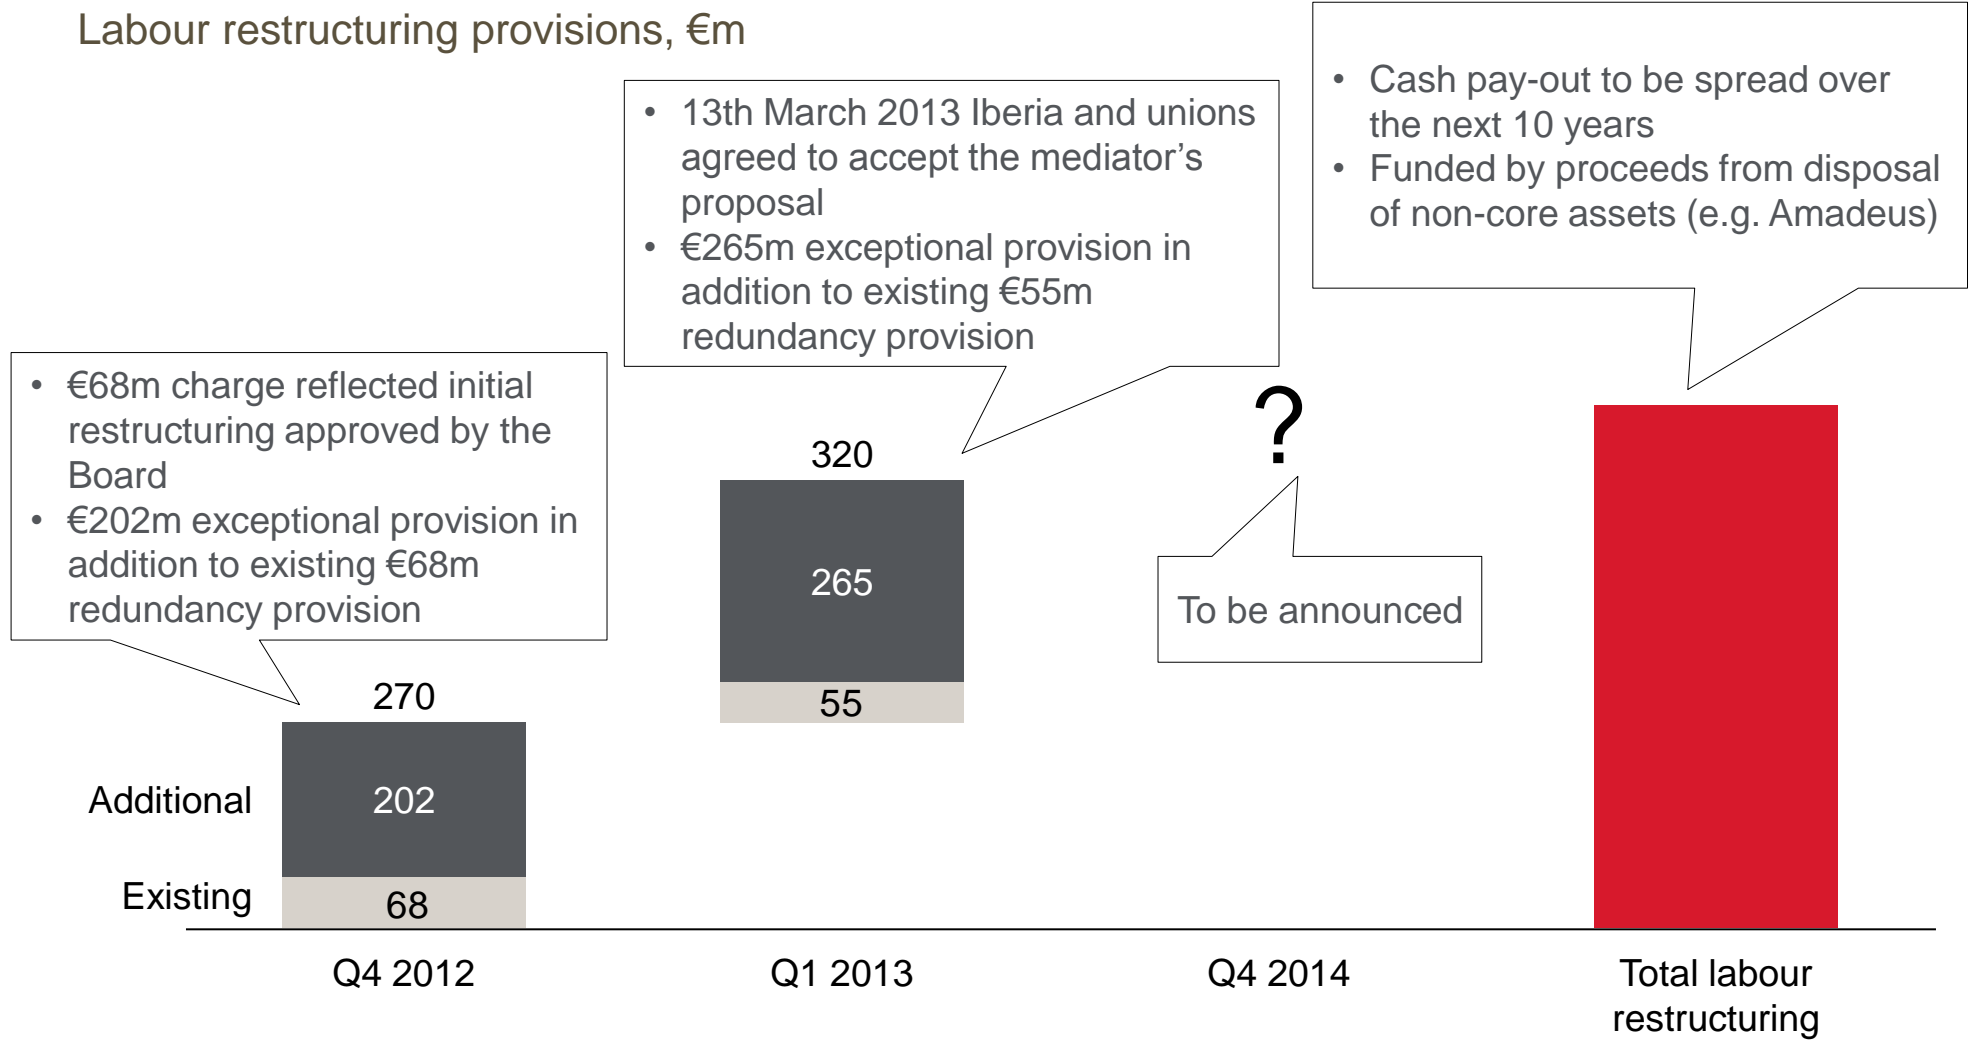 Labour restructuring provisions, €m
• €68m charge reflected initial
restructuring approved by the
Board
• €202m exceptional provision in
addition to existing €68m
redundancy provision
• 13th March 2013 Iberia and unions
agreed to accept the mediator’s
proposal
• €265m exceptional provision in
addition to existing €55m
redundancy provision
• Cash pay-out to be spread over
the next 10 years
• Funded by proceeds from disposal
of non-core assets (e.g. Amadeus)
?
To be announced
320
265
55
270
Additional
202
Existing
68
Q4 2012
Q1 2013
Q4 2014
Total labour
restructuring